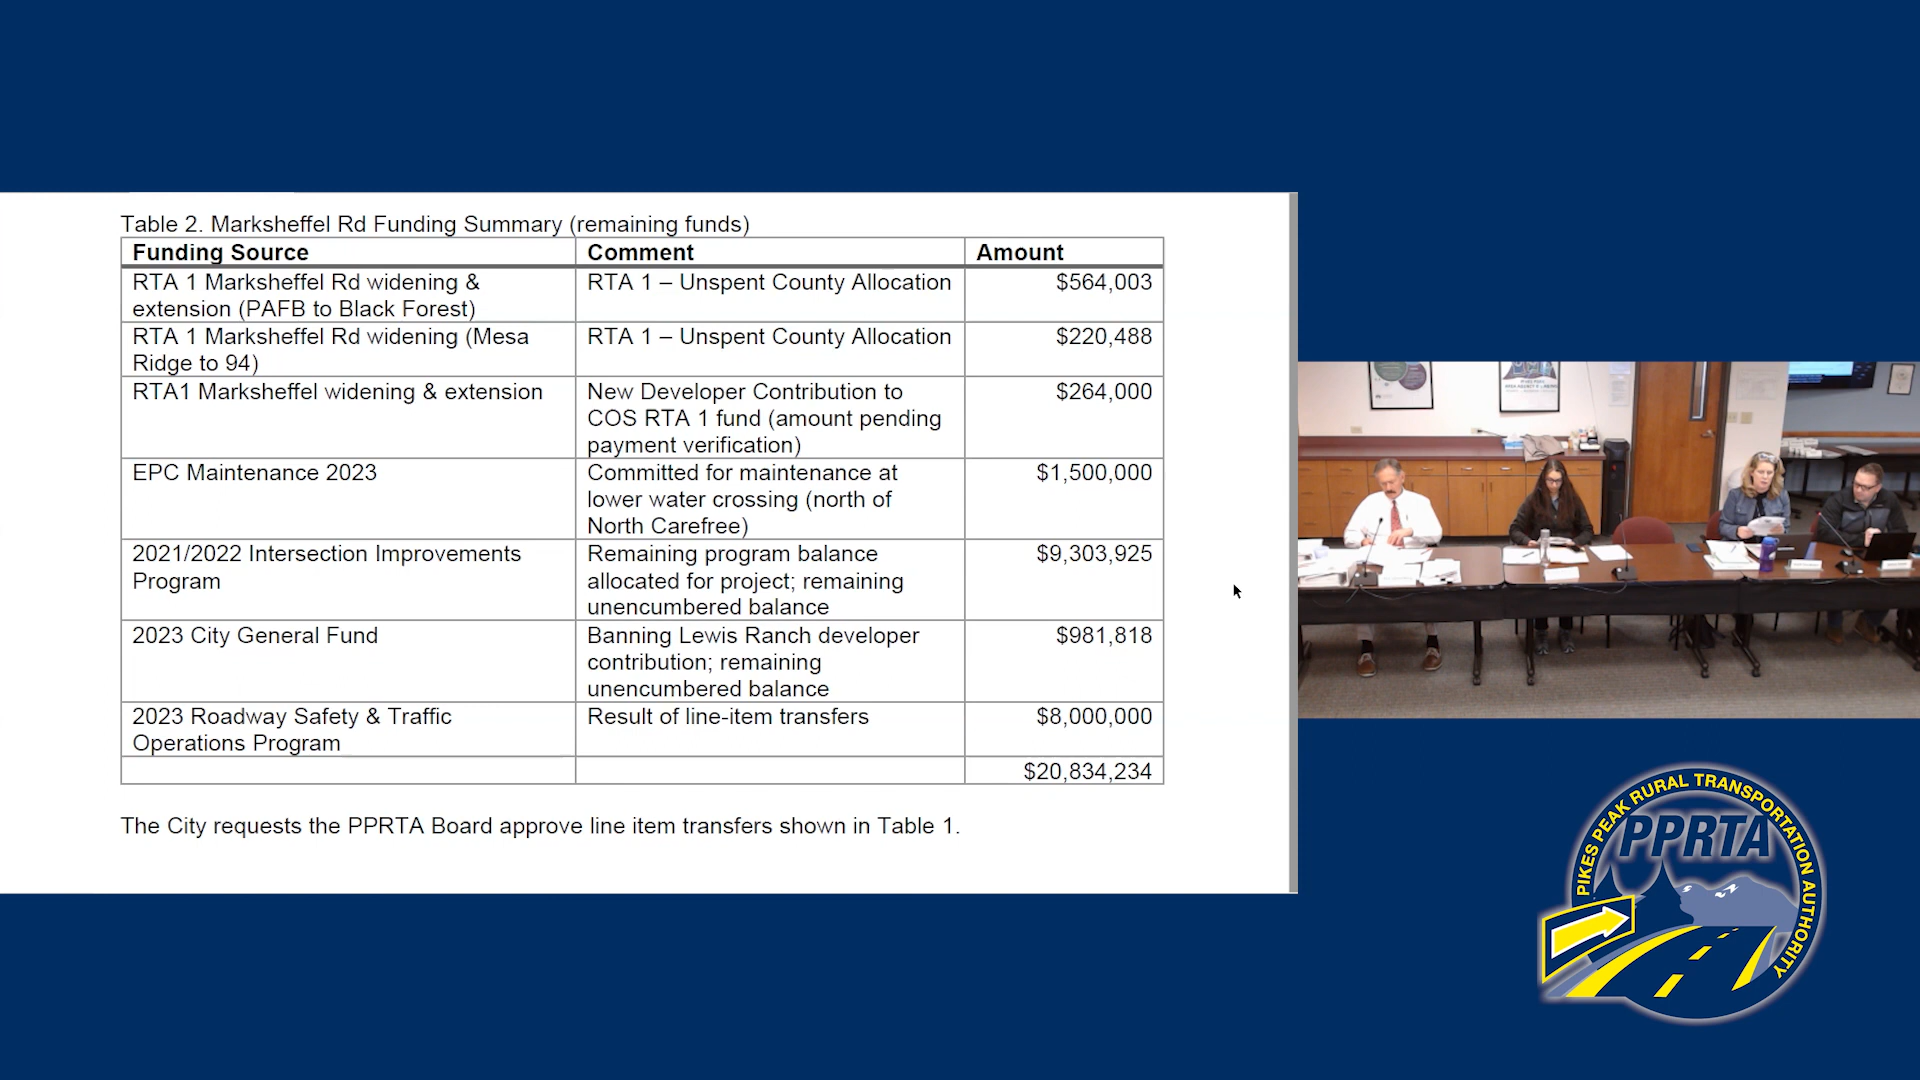 Table 2. Marksheffel Rd Funding Summary (remaining funds)
Funding Source Comment Amount
RTA 1 Marksheffel Rd widening & RTA 1 – Unspent County Allocation $564,003
extension (PAFB to Black Forest)
RTA 1 Marksheffel Rd widening (Mesa RTA 1 – Unspent County Allocation $220,488
Ridge to 94)
RTA1 Marksheffel widening & extension New Developer Contribution to $264,000
COS RTA 1 fund (amount pending
payment verification)
EPC Maintenance 2023 Committed for maintenance at $1,500,000
lower water crossing (north of
North Carefree)
2021/2022 Intersection Improvements Remaining program balance $9,303,925
Program allocated for project; remaining
unencumbered balance
2023 City General Fund Banning Lewis Ranch developer $981,818
contribution; remaining
unencumbered balance
2023 Roadway Safety & Traffic Result of line-item transfers $8,000,000
Operations Program
$20,834,234
The City requests the PPRTA Board approve line item transfers shown in Table 1.
PIKES PEAK RURAL TRANSPORTATION AUTHORITY
PPRTA